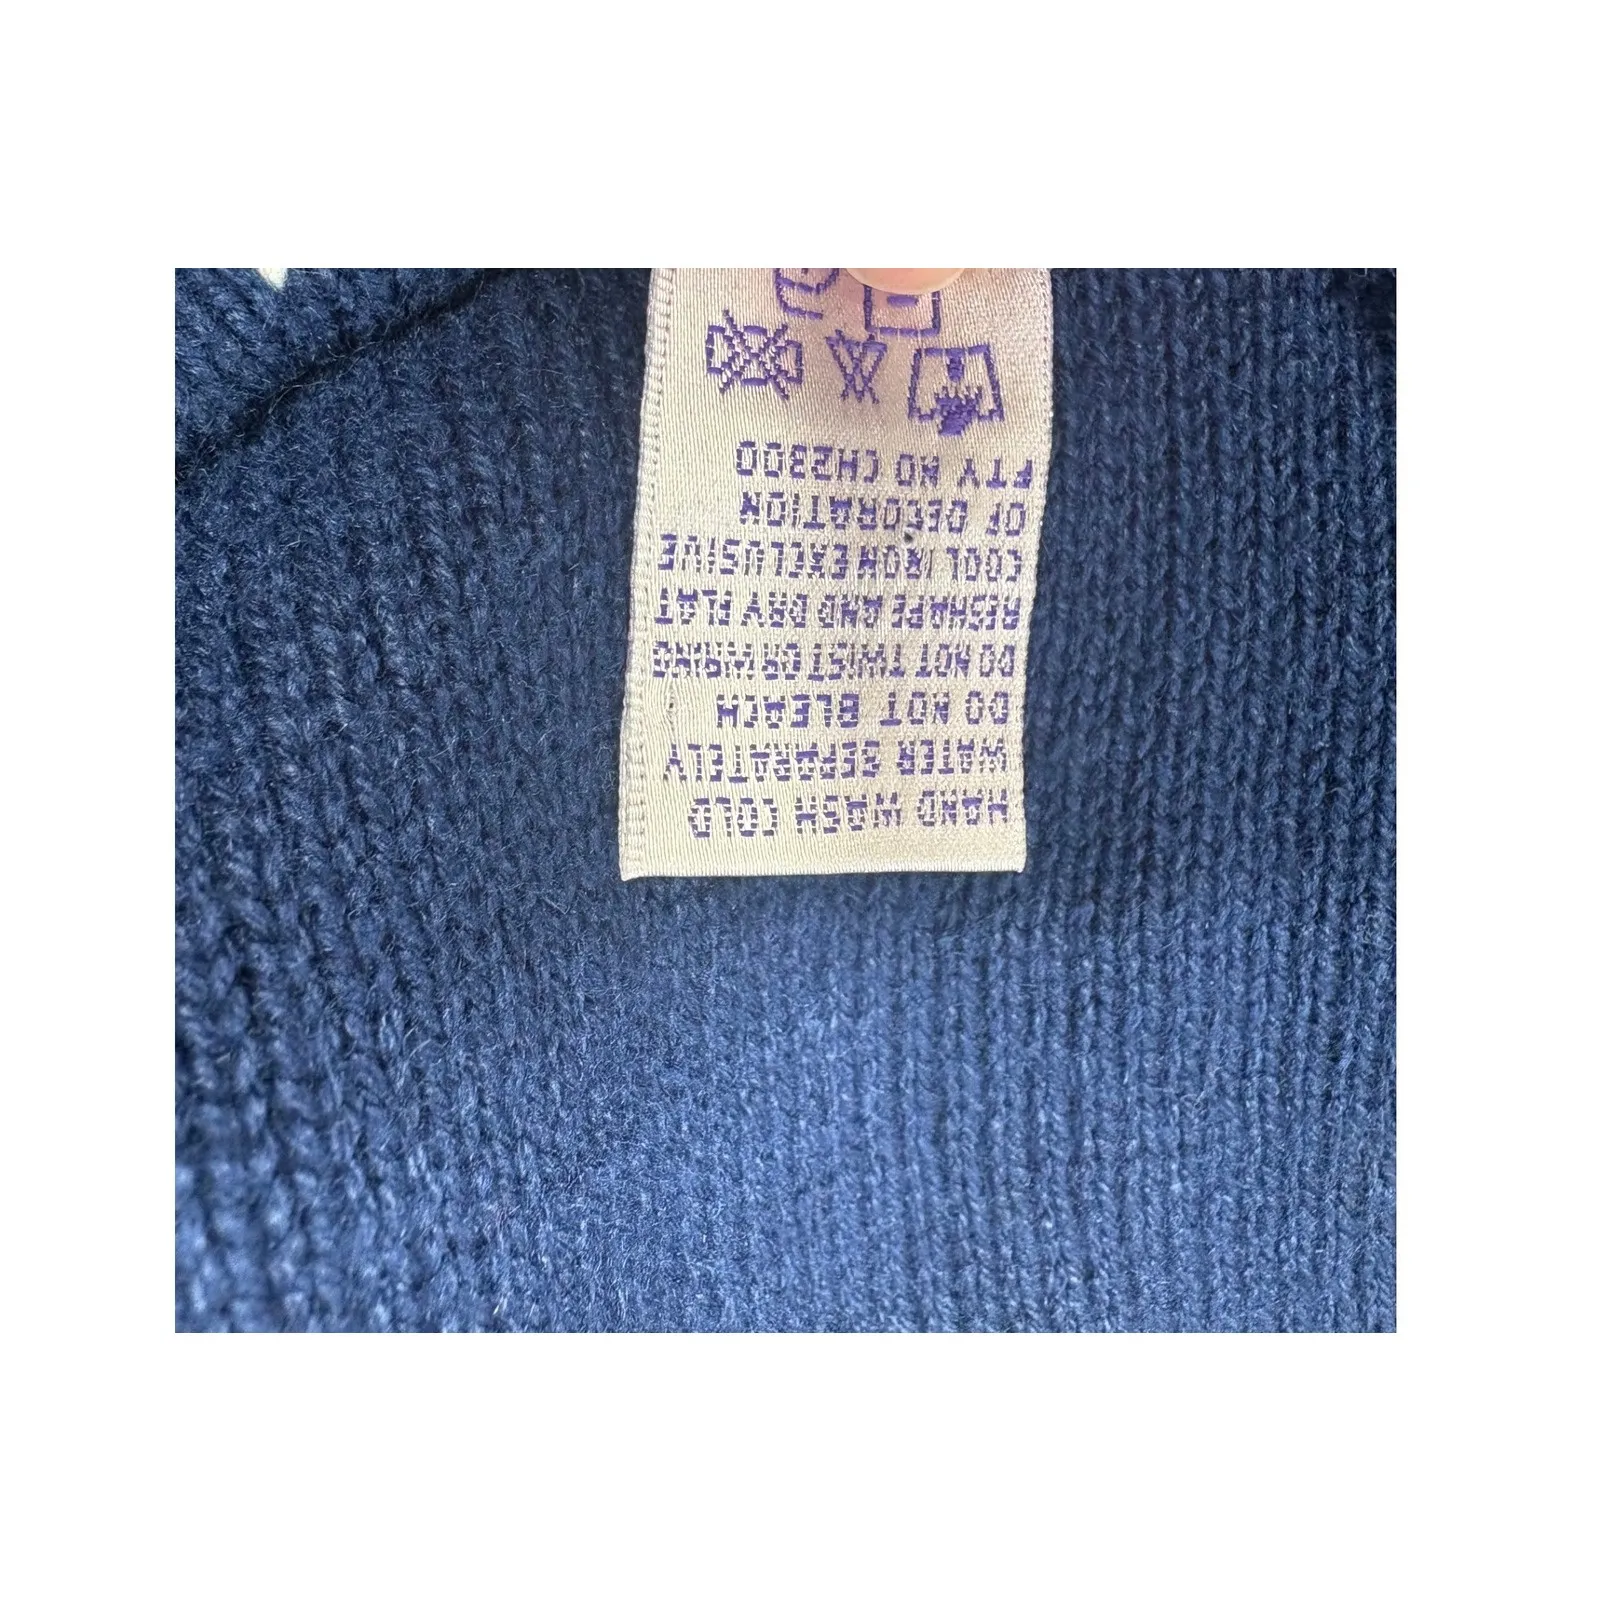 HAND WASH COLD
WATER SEPARATELY
DO NOT BLEACH
DO NOT TWIST OR WRING
RESHAPE AND DRY FLAT
COOL IRON EXCLUSIVE
OF DECORATION
FTY NO CH2300